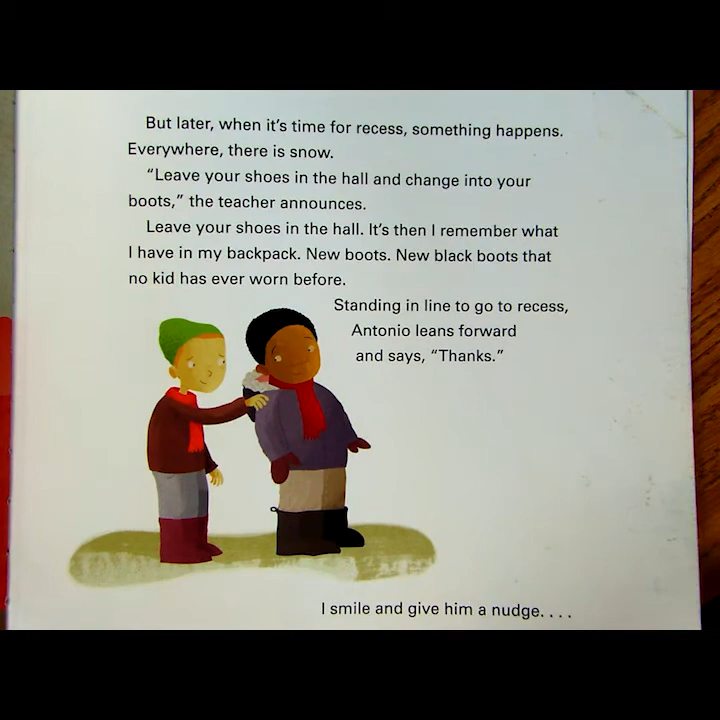 But later, when it's time for recess, something happens.
Everywhere, there is snow.
"Leave your shoes in the hall and change into your
boots," the teacher announces.
Leave your shoes in the hall. It's then I remember what
I have in my backpack. New boots. New black boots that
no kid has ever worn before.
Standing in line to go to recess,
Antonio leans forward
and says, "Thanks."
I smile and give him a nudge. . . .